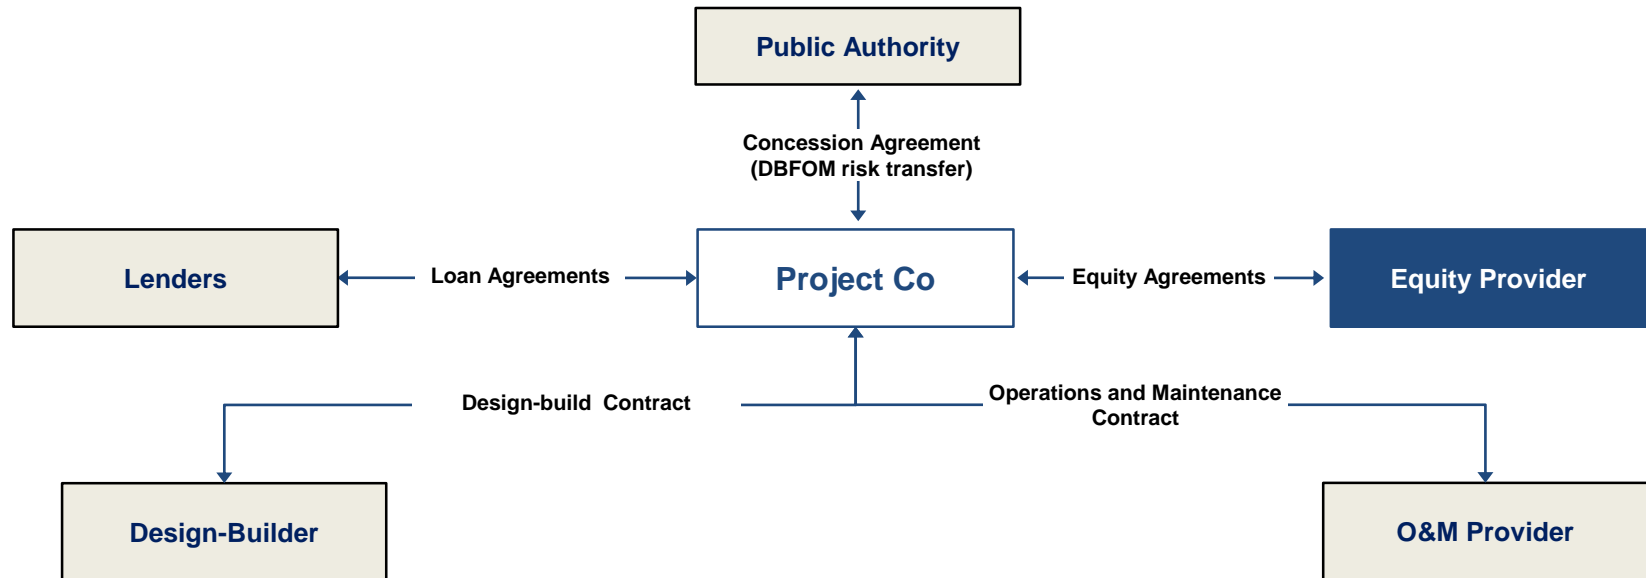 Public Authority
Concession Agreement
(DBFOM risk transfer)
Lenders
Loan Agreements
Project Co
Equity Agreements
Equity Provider
Design-build Contract
Operations and Maintenance
Contract
Design-Builder
O&M Provider